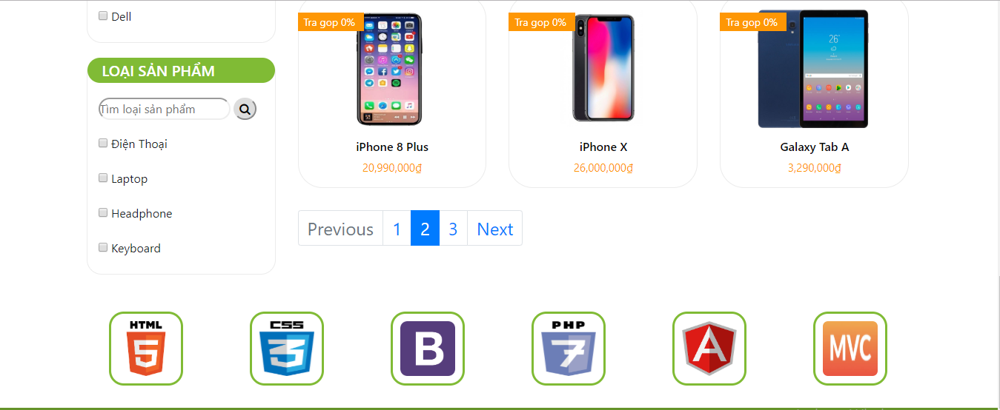 Dell
LOẠI SẢN PHẨM
Tìm loại sản phẩm
Điện Thoại
Laptop
Headphone
Keyboard
Tra gop 0%
iPhone 8 Plus
20,990,000₫
Tra gop 0%
iPhone X
26,000,000₫
Tra gop 0%
26°
Galaxy Tab A
3,290,000₫
Previous 1 2 3 Next
HTML 5
CSS 3
B
PHP 7
A
MVC